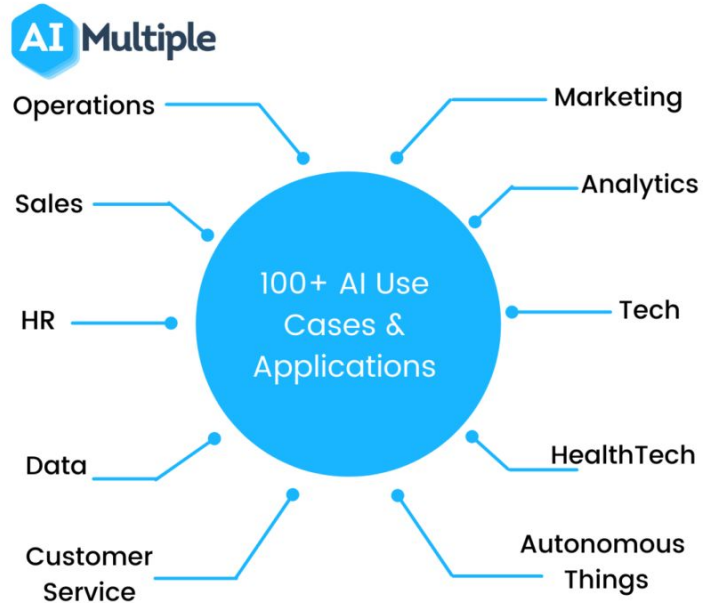 AI Multiple
Operations
Marketing
Sales
Analytics
100+ AI Use
Cases &
Applications
HR
Tech
Data
HealthTech
Customer
Service
Autonomous
Things